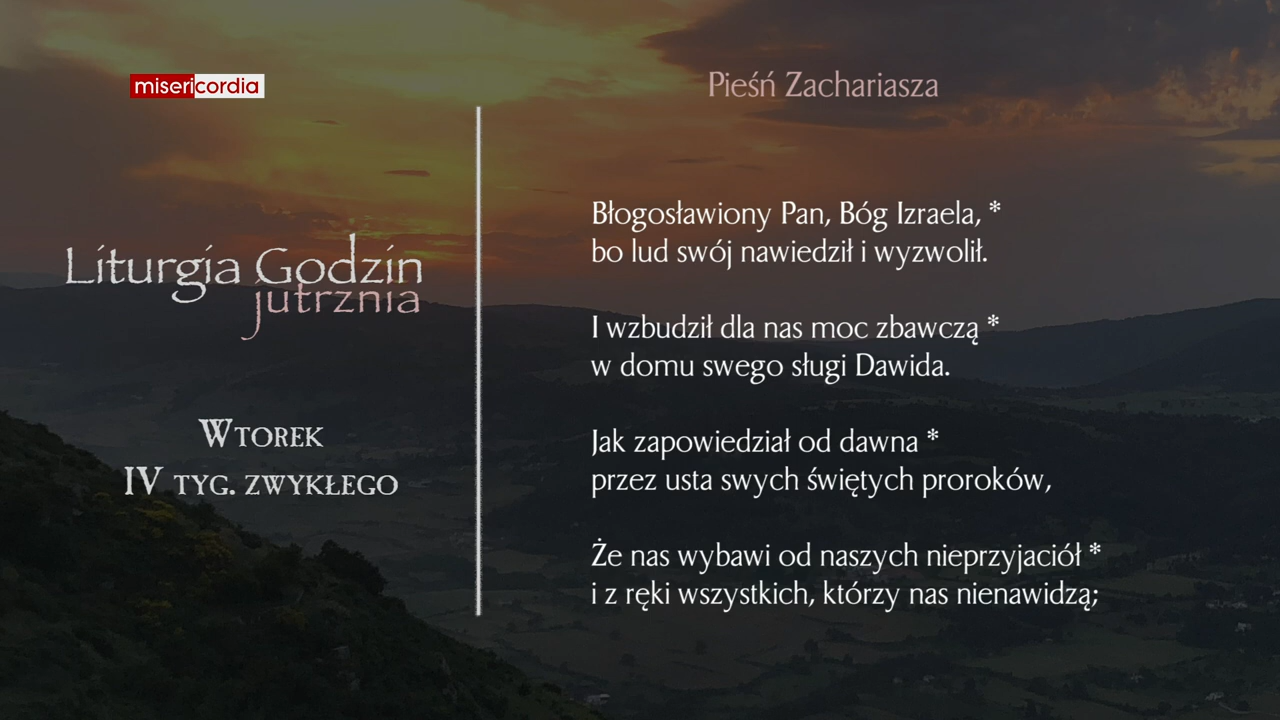 misericordia
Liturgia Godzin
jutrznia
Wtorek
IV tyg. zwykłego
Pieśń Zachariasza
Błogosławiony Pan, Bóg Izraela, *
bo lud swój nawiedził i wyzwolił.
I wzbudził dla nas moc zbawczą *
w domu swego sługi Dawida.
Jak zapowiedział od dawna *
przez usta swych świętych proroków,
Że nas wybawi od naszych nieprzyjaciół *
i z ręki wszystkich, którzy nas nienawidzą;